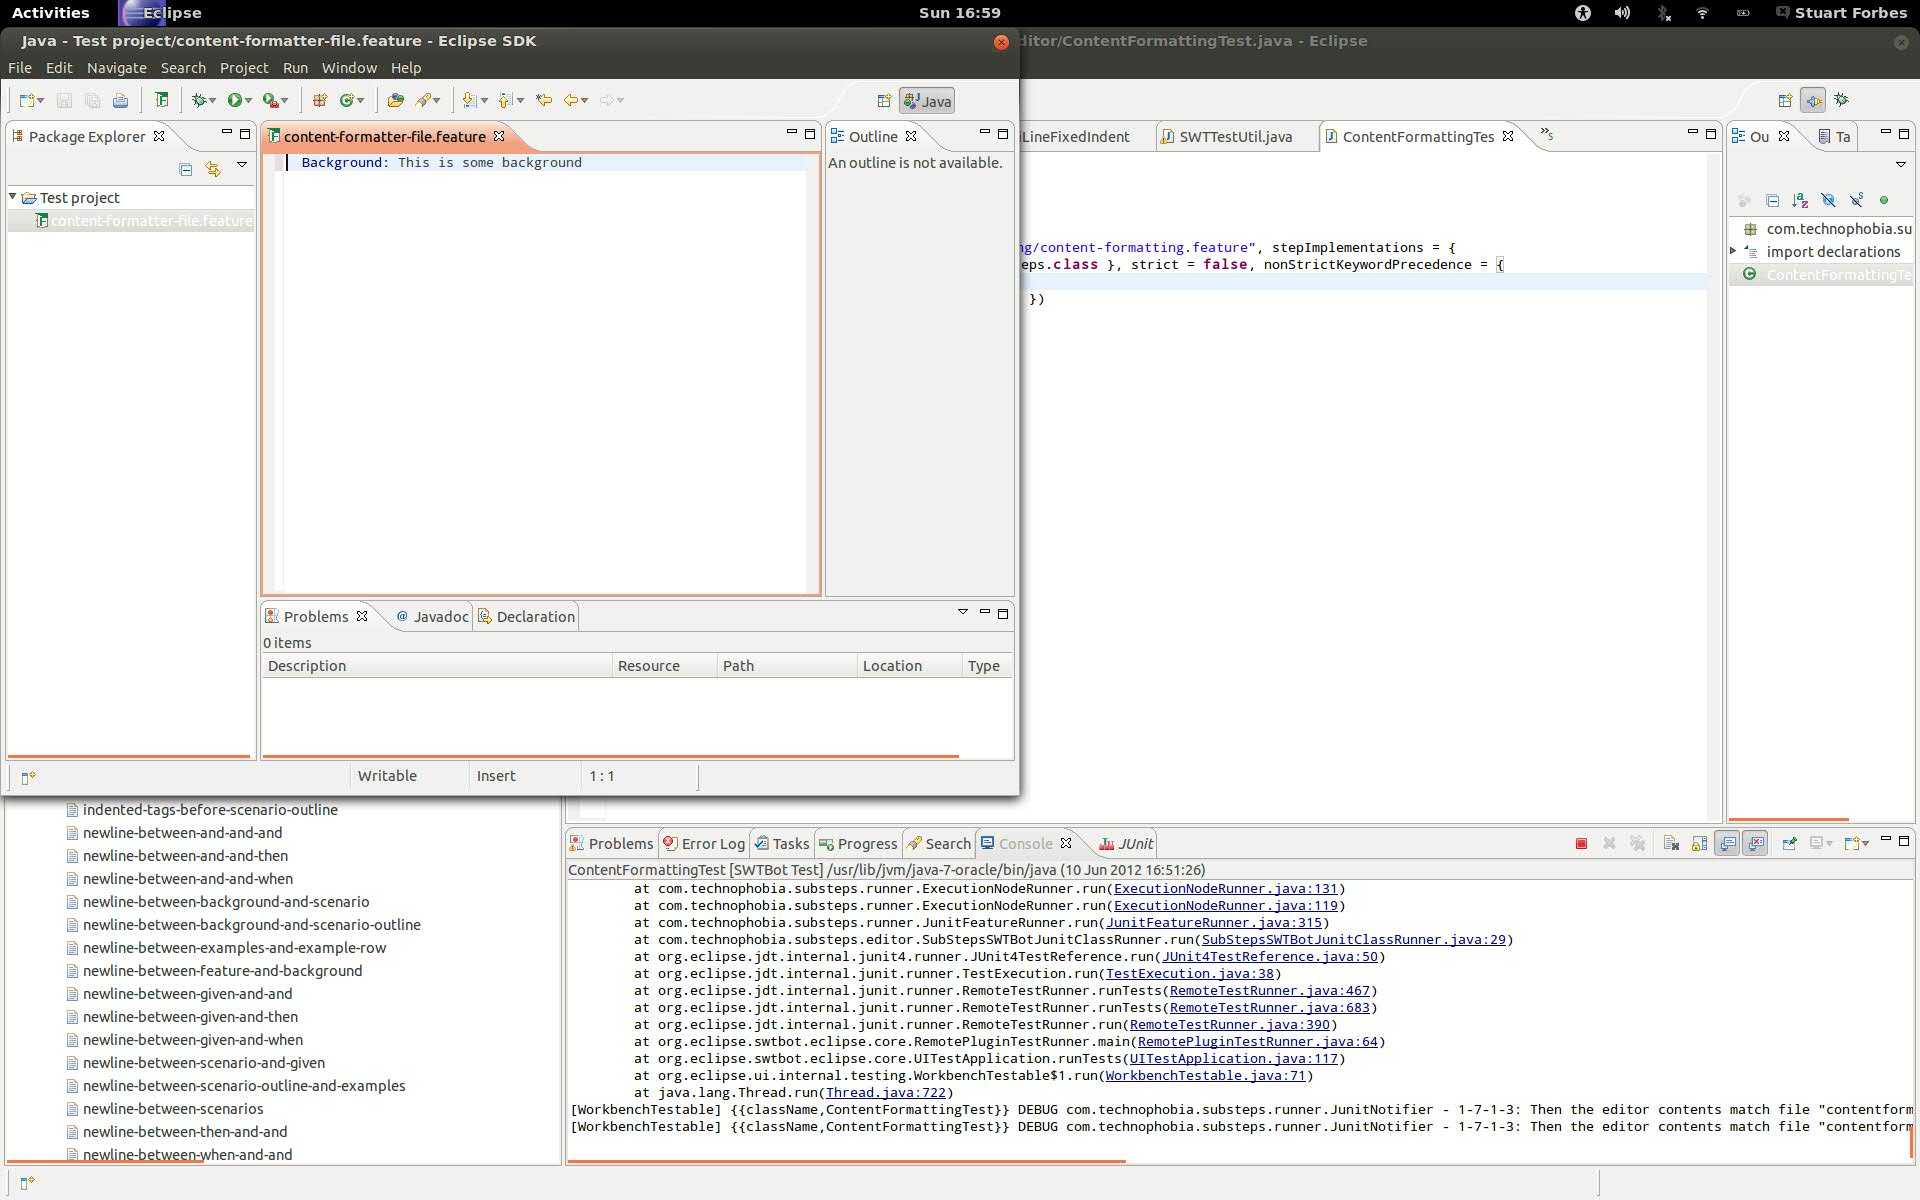 Activities Eclipse Sun 16:59 Stuart Forbes
Java - Test project/content-formatter-file.feature - Eclipse SDK
ditor/ContentFormattingTest.java - Eclipse
File Edit Navigate Search Project Run Window Help
Java
Package Explorer
content-formatter-file.feature
Outline
LineFixedIndent
SWTTestUtil.java
ContentFormattingTes
5
Ou
Ta
Background: This is some background
An outline is not available.
Test project
content-formatter-file.feature
ng/content-formatting.feature", stepImplementations = {
eps.class }, strict = false, nonStrictKeywordPrecedence = {
})
com.technophobia.su
import declarations
ContentFormattingTe
Problems
Javadoc
Declaration
0 items
Description Resource Path Location Type
Writable Insert 1 : 1
indented-tags-before-scenario-outline
newline-between-and-and-and
newline-between-and-and-then
newline-between-and-and-when
newline-between-background-and-scenario
newline-between-background-and-scenario-outline
newline-between-examples-and-example-row
newline-between-feature-and-background
newline-between-given-and-and
newline-between-given-and-then
newline-between-given-and-when
newline-between-scenario-and-given
newline-between-scenario-outline-and-examples
newline-between-scenarios
newline-between-then-and-and
newline-between-when-and-and
Problems Error Log Tasks Progress Search Console JUnit
ContentFormattingTest [SWTBot Test] /usr/lib/jvm/java-7-oracle/bin/java (10 Jun 2012 16:51:26)
at com.technophobia.substeps.runner.ExecutionNodeRunner.run(ExecutionNodeRunner.java:131)
at com.technophobia.substeps.runner.ExecutionNodeRunner.run(ExecutionNodeRunner.java:119)
at com.technophobia.substeps.runner.JunitFeatureRunner.run(JunitFeatureRunner.java:315)
at com.technophobia.substeps.editor.SubStepsSWTBotJunitClassRunner.run(SubStepsSWTBotJunitClassRunner.java:29)
at org.eclipse.jdt.internal.junit4.runner.JUnit4TestReference.run(JUnit4TestReference.java:50)
at org.eclipse.jdt.internal.junit.runner.TestExecution.run(TestExecution.java:38)
at org.eclipse.jdt.internal.junit.runner.RemoteTestRunner.runTests(RemoteTestRunner.java:467)
at org.eclipse.jdt.internal.junit.runner.RemoteTestRunner.runTests(RemoteTestRunner.java:683)
at org.eclipse.jdt.internal.junit.runner.RemoteTestRunner.run(RemoteTestRunner.java:390)
at org.eclipse.swtbot.eclipse.core.RemotePluginTestRunner.main(RemotePluginTestRunner.java:64)
at org.eclipse.swtbot.eclipse.core.UITestApplication.runTests(UITestApplication.java:117)
at org.eclipse.ui.internal.testing.WorkbenchTestable$1.run(WorkbenchTestable.java:71)
at java.lang.Thread.run(Thread.java:722)
[WorkbenchTestable] {{className,ContentFormattingTest}} DEBUG com.technophobia.substeps.runner.JunitNotifier - 1-7-1-3: Then the editor contents match file "contentform
[WorkbenchTestable] {{className,ContentFormattingTest}} DEBUG com.technophobia.substeps.runner.JunitNotifier - 1-7-1-3: Then the editor contents match file "contentform